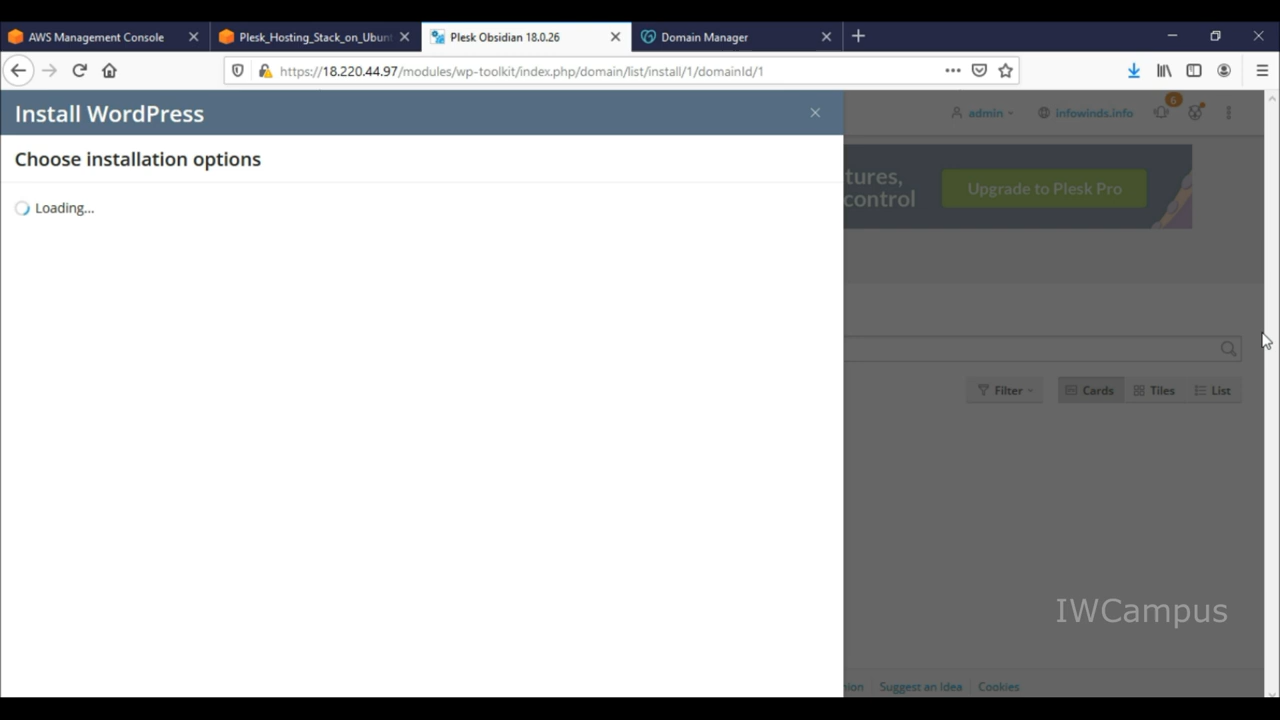 AWS Management Console
Plesk_Hosting_Stack_on_Ubunt
Plesk Obsidian 18.0.26
Domain Manager
https://18.220.44.97/modules/wp-toolkit/index.php/domain/list/install/1/domainId/1
Install WordPress
admin
infowinds.info
6
Choose installation options
Loading...
tures,
control
Upgrade to Plesk Pro
Filter
Cards
Tiles
List
IWCampus
nion
Suggest an Idea
Cookies